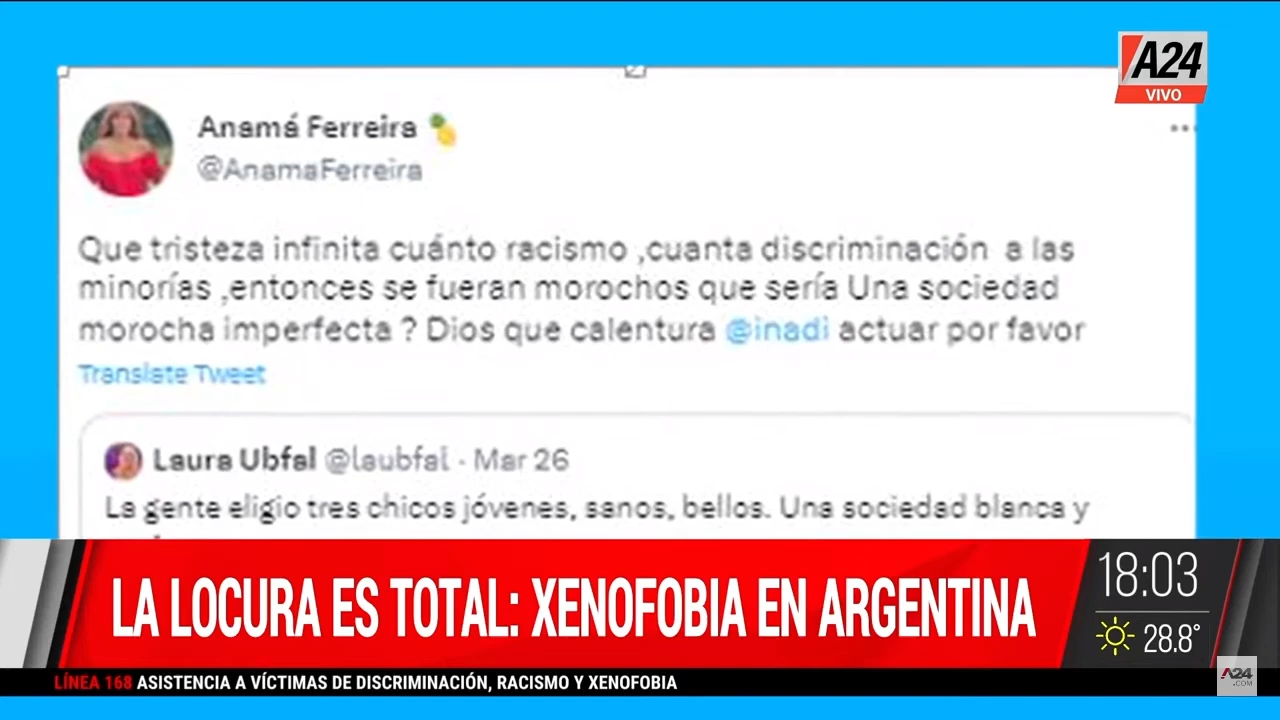 A24
VIVO
Anamá Ferreira
@AnamaFerreira
Que tristeza infinita cuánto racismo ,cuanta discriminación a las
minorías ,entonces se fueran morochos que sería Una sociedad
morocha imperfecta ? Dios que calentura @inadi actuar por favor
Translate Tweet
Laura Ubfal @laubfal · Mar 26
La gente eligio tres chicos jóvenes, sanos, bellos. Una sociedad blanca y
LA LOCURA ES TOTAL: XENOFOBIA EN ARGENTINA
18:03
28.8°
LÍNEA 168 ASISTENCIA A VÍCTIMAS DE DISCRIMINACIÓN, RACISMO Y XENOFOBIA
A24
.COM